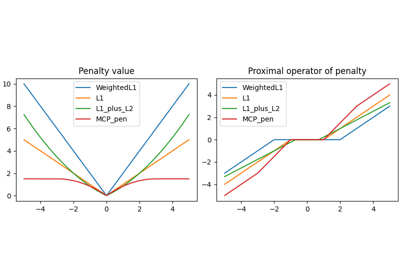 Penalty value
WeightedL1
L1
L1_plus_L2
MCP_pen
10
8
6
4
2
0
−4
−2
0
2
4
Proximal operator of penalty
WeightedL1
L1
L1_plus_L2
MCP_pen
4
2
0
−2
−4
−4
−2
0
2
4